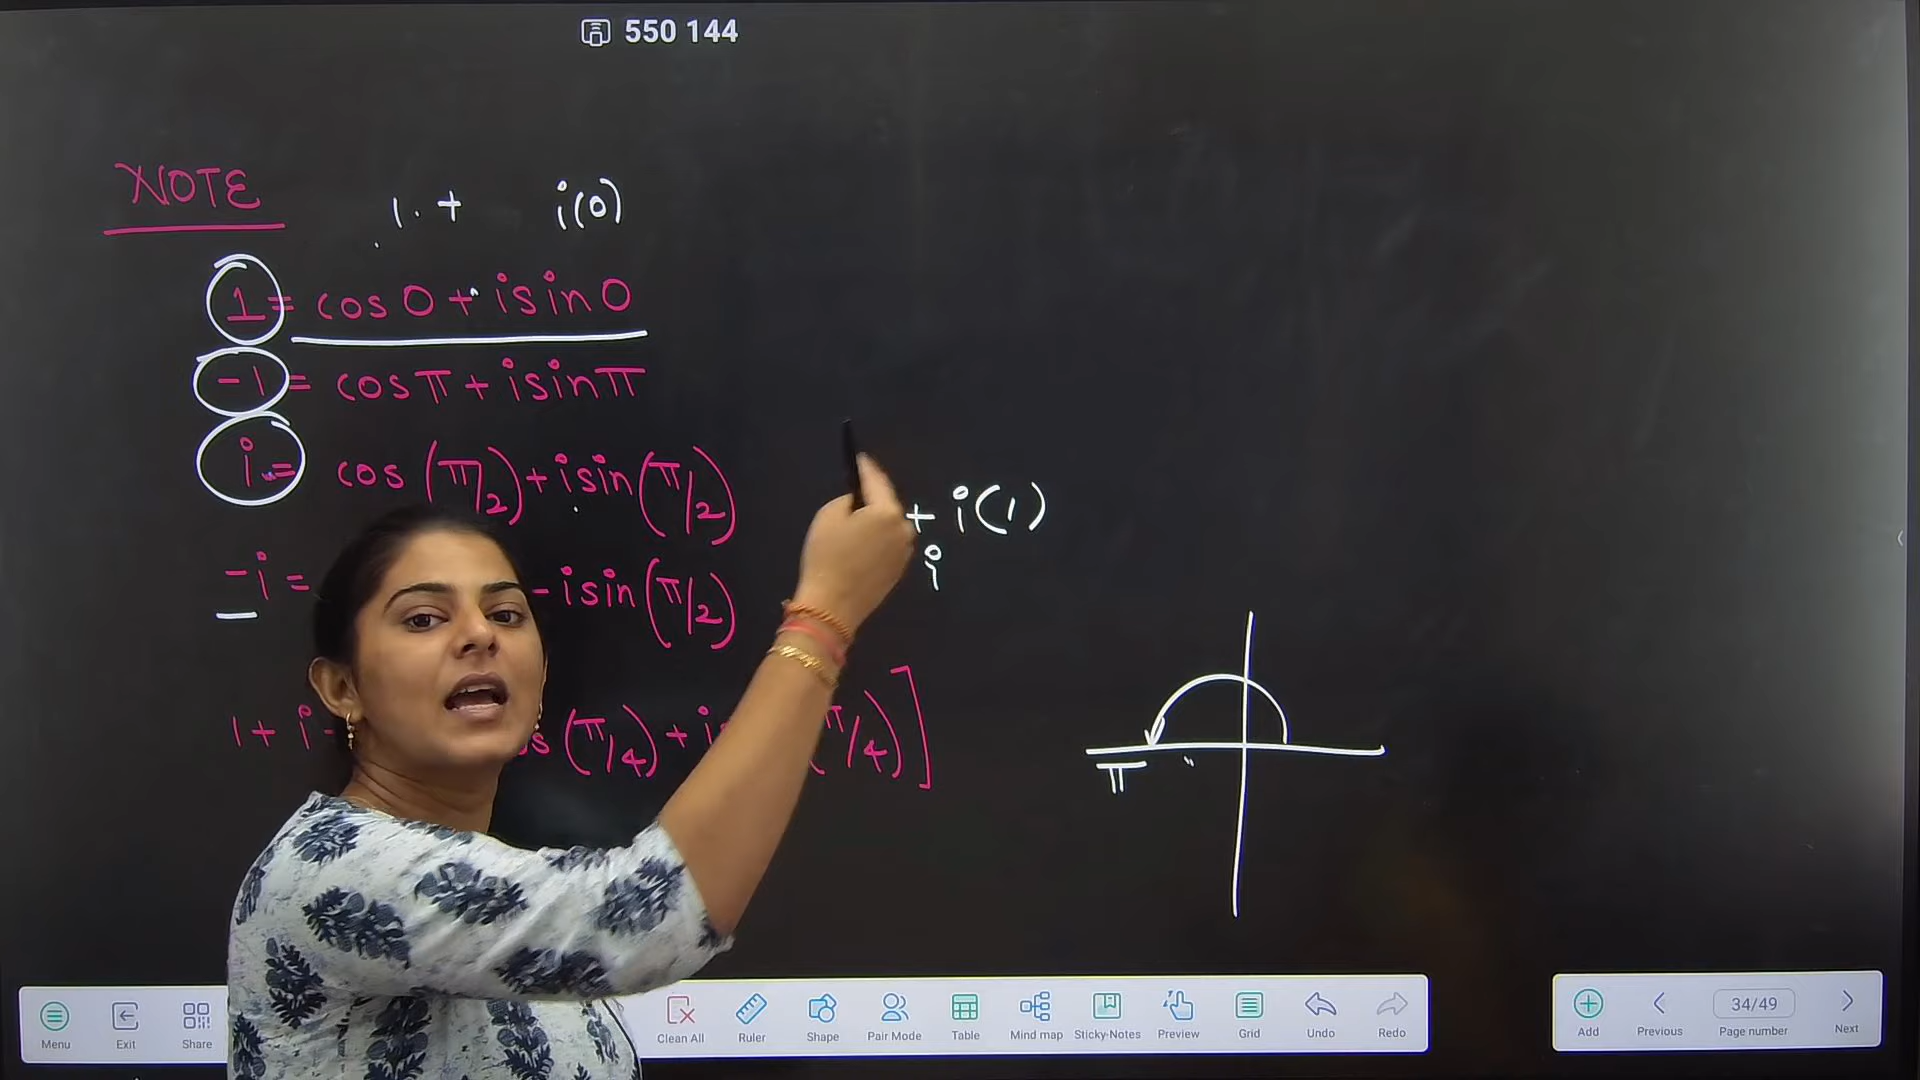 550 144
NOTE
1 . + i(0)
1 = cos 0 + i sin 0
-1 = cos π + i sin π
i = cos (π/2) + i sin (π/2)
+ i(1)
i
-i = - i sin (π/2)
1 + i (π/4) + i π/4)]
π
Menu Exit Share Clean All Ruler Shape Pair Mode Table Mind map Sticky-Notes Preview Grid Undo Redo Add Previous 34/49 Page number Next